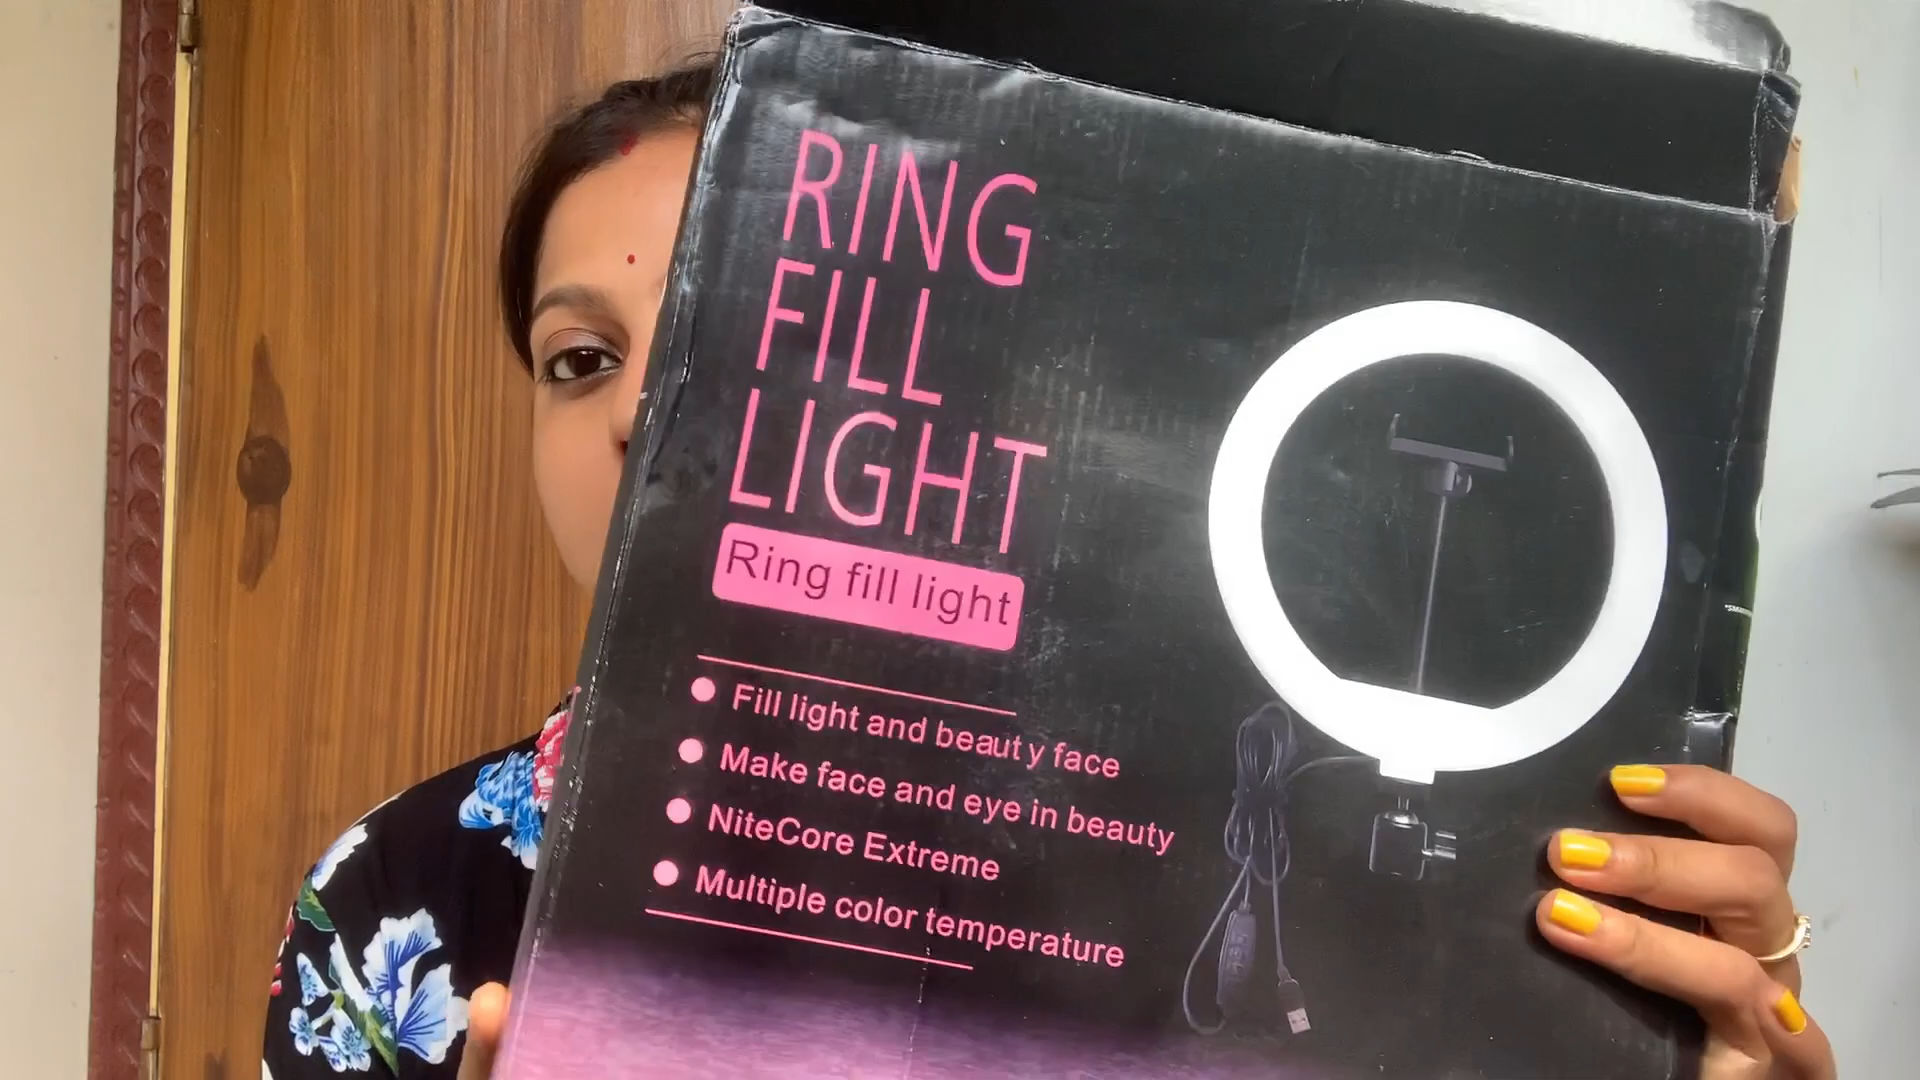 RING
FILL
LIGHT
Ring fill light
Fill light and beauty face
Make face and eye in beauty
NiteCore Extreme
Multiple color temperature